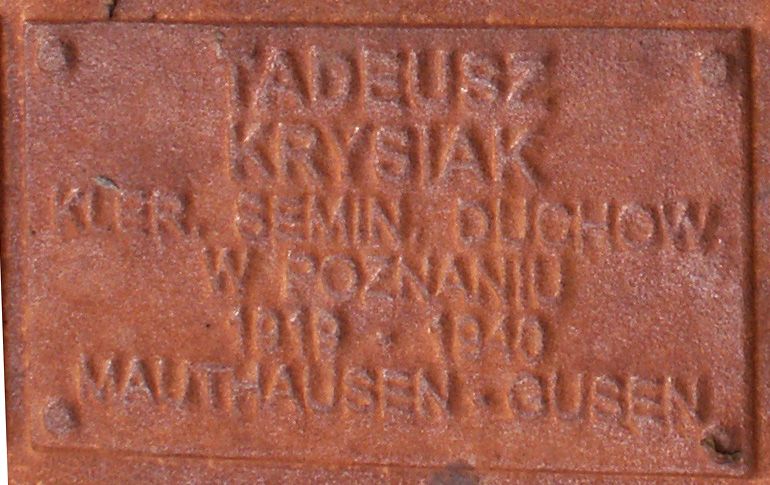 TADEUSZ
KRYSIAK
KLER. SEMIN. DUCHOW.
W POZNANIU
1919 - 1940
MAUTHAUSEN - GUSEN